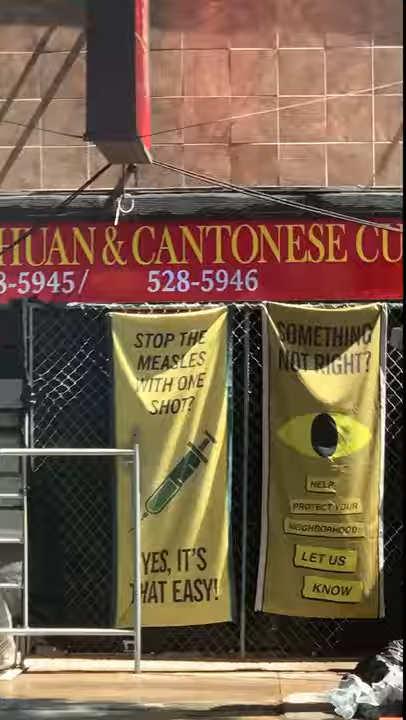 HUAN & CANTONESE CU
3-5945/ 528-5946
STOP THE
MEASLES
WITH ONE
SHOT?
YES, IT'S
THAT EASY!
SOMETHING
NOT RIGHT?
HELP
PROTECT YOUR
NEIGHBORHOOD
LET US
KNOW